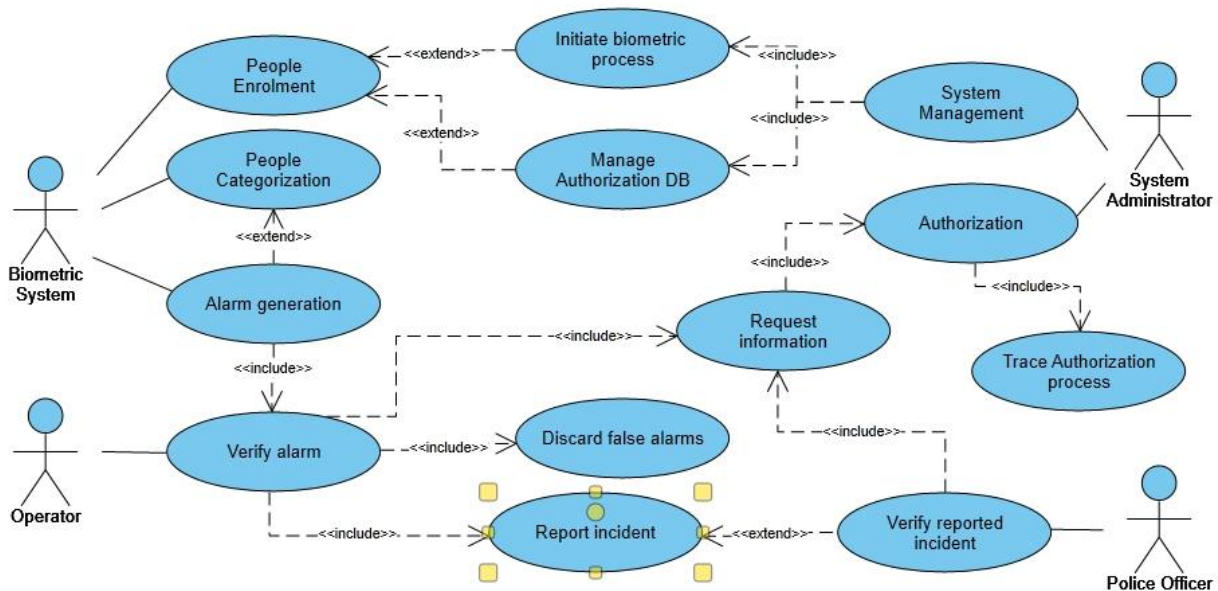 People
Enrolment
<<extend>>
Initiate biometric
process
<<include>>
System
Management
<<extend>>
<<include>>
People
Categorization
Manage
Authorization DB
System
Administrator
Biometric
System
<<extend>>
Authorization
<<include>>
Alarm generation
<<include>>
Request
information
<<include>>
<<include>>
Trace Authorization
process
<<include>>
Operator
Verify alarm
<<include>>
Discard false alarms
<<include>>
<<include>>
Report incident
<<extend>>
Verify reported
incident
Police Officer